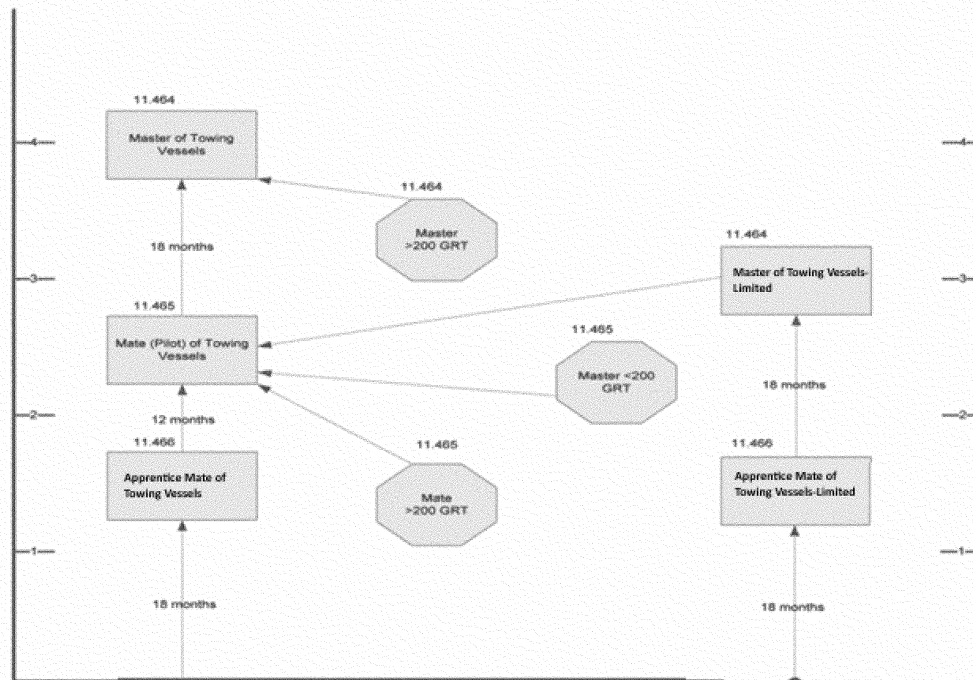 11.464
Master of Towing
Vessels
4
4
11.464
Master
>200 GRT
18 months
11.464
Master of Towing Vessels-
Limited
3
3
11.465
Mate (Pilot) of Towing
Vessels
11.465
Master <200
GRT
18 months
12 months
2
2
11.466
Apprentice Mate of
Towing Vessels
11.465
Mate
>200 GRT
11.466
Apprentice Mate of
Towing Vessels-Limited
1
1
18 months
18 months